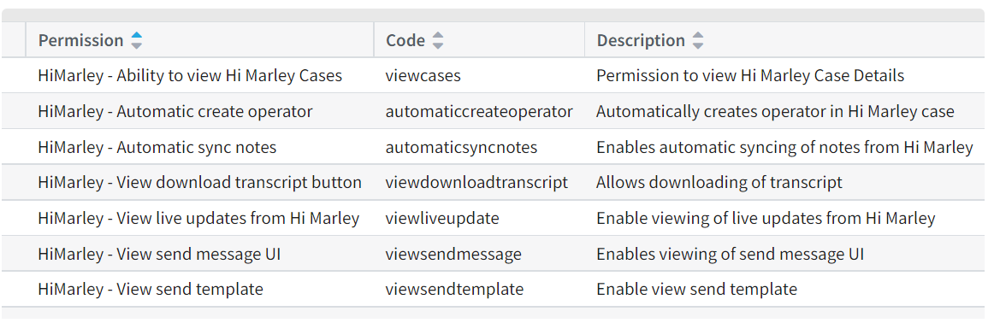 Permission Code Description
HiMarley - Ability to view Hi Marley Cases viewcases Permission to view Hi Marley Case Details
HiMarley - Automatic create operator automaticcreateoperator Automatically creates operator in Hi Marley case
HiMarley - Automatic sync notes automaticsyncnotes Enables automatic syncing of notes from Hi Marley
HiMarley - View download transcript button viewdownloadtranscript Allows downloading of transcript
HiMarley - View live updates from Hi Marley viewliveupdate Enable viewing of live updates from Hi Marley
HiMarley - View send message UI viewsendmessage Enables viewing of send message UI
HiMarley - View send template viewsendtemplate Enable view send template